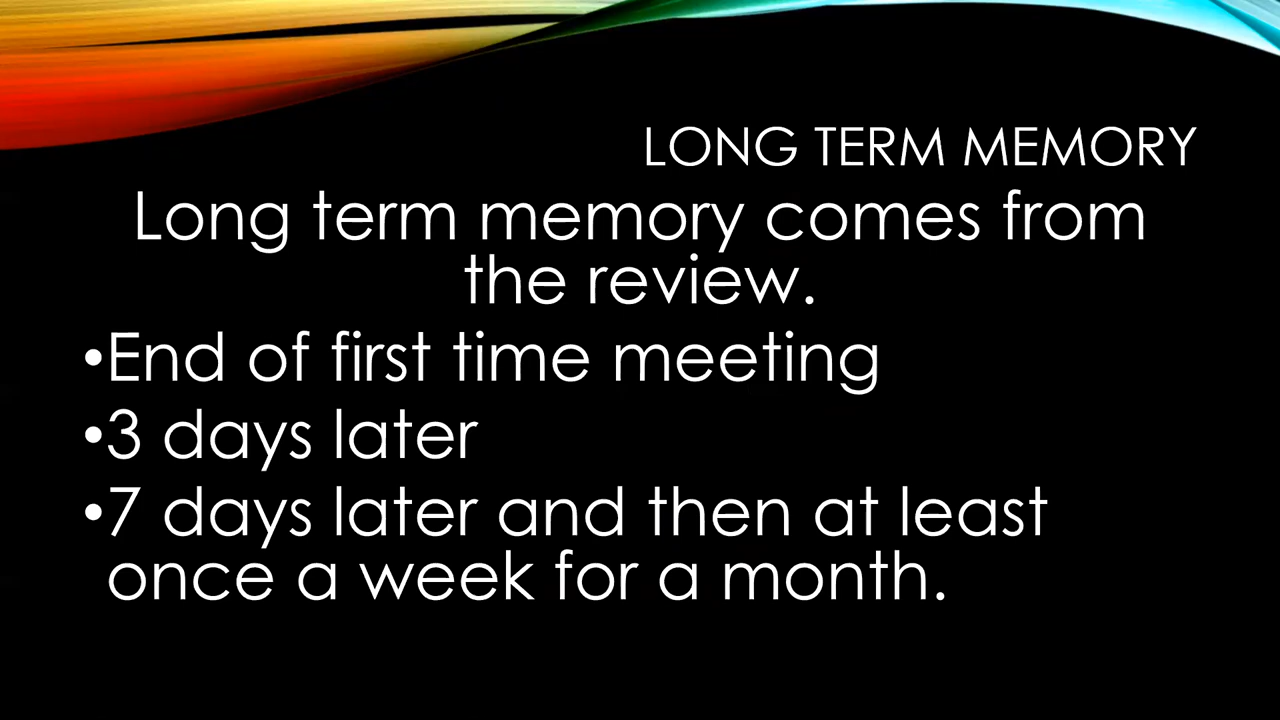 LONG TERM MEMORY
Long term memory comes from
the review.
•End of first time meeting
•3 days later
•7 days later and then at least
once a week for a month.